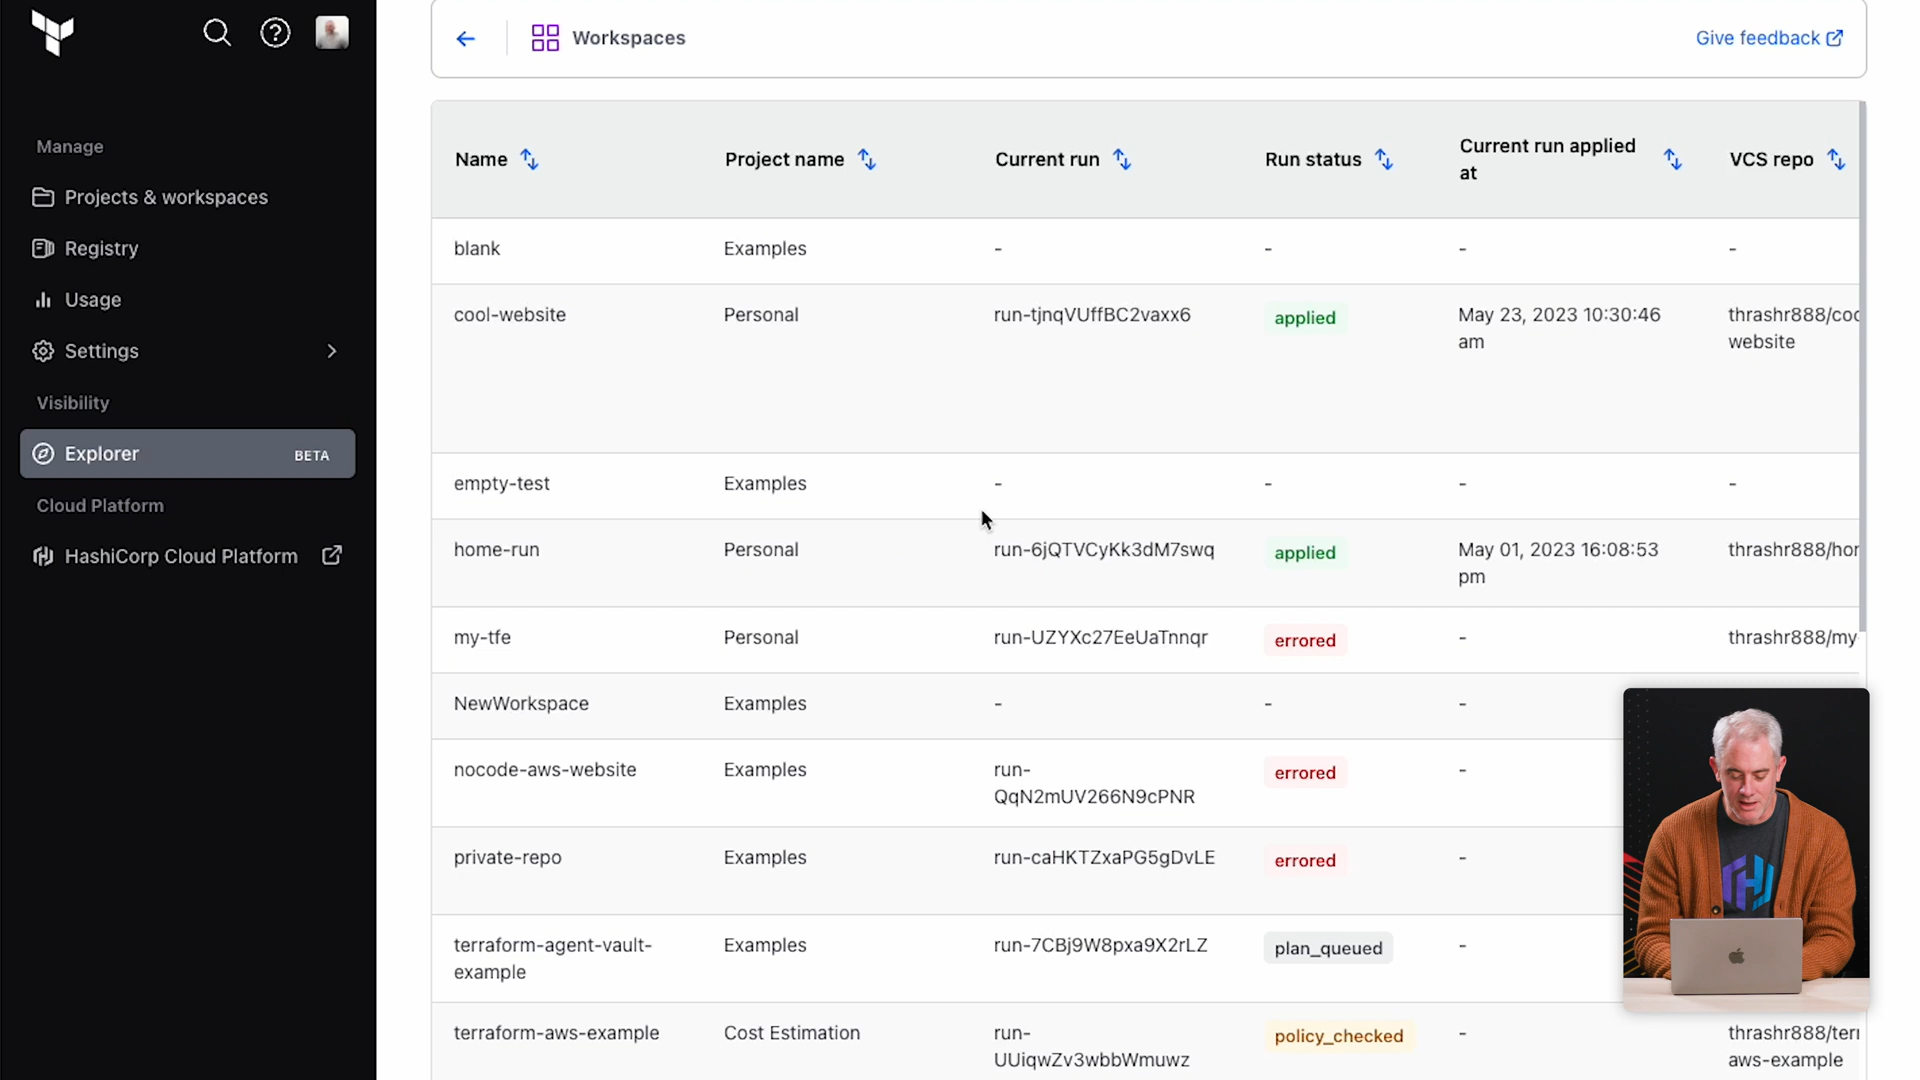 Manage
Projects & workspaces
Registry
Usage
Settings
Visibility
Explorer BETA
Cloud Platform
HashiCorp Cloud Platform
Workspaces
Give feedback
Name Project name Current run Run status Current run applied at VCS repo
blank Examples - - - -
cool-website Personal run-tjnqVUffBC2vaxx6 applied May 23, 2023 10:30:46 am thrashr888/coo
website
empty-test Examples - - - -
home-run Personal run-6jQTVCyKk3dM7swq applied May 01, 2023 16:08:53 pm thrashr888/hor
my-tfe Personal run-UZYXc27EeUaTnnqr errored - thrashr888/my
NewWorkspace Examples - - -
nocode-aws-website Examples run-
QqN2mUV266N9cPNR errored -
private-repo Examples run-caHKTZxaPG5gDvLE errored -
terraform-agent-vault-
example Examples run-7CBj9W8pxa9X2rLZ plan_queued -
terraform-aws-example Cost Estimation run-
UUiqwZv3wbbWmuwz policy_checked - thrashr888/terr
aws-example